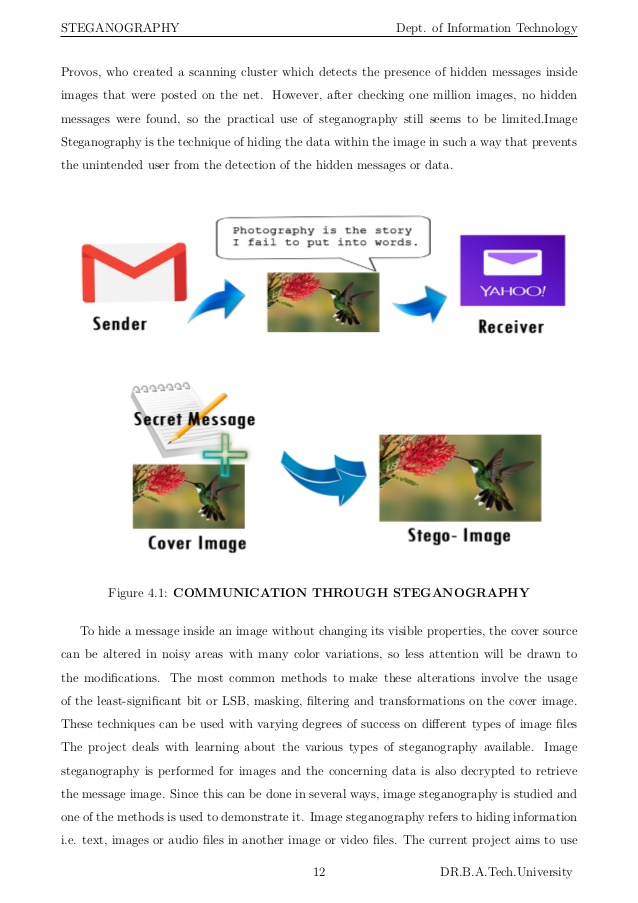 STEGANOGRAPHY Dept. of Information Technology
Provos, who created a scanning cluster which detects the presence of hidden messages inside
images that were posted on the net. However, after checking one million images, no hidden
messages were found, so the practical use of steganography still seems to be limited.Image
Steganography is the technique of hiding the data within the image in such a way that prevents
the unintended user from the detection of the hidden messages or data.
Photography is the story
I fail to put into words.
YAHOO!
Sender
Receiver
Secret Message
Cover Image
Stego- Image
Figure 4.1: COMMUNICATION THROUGH STEGANOGRAPHY
To hide a message inside an image without changing its visible properties, the cover source
can be altered in noisy areas with many color variations, so less attention will be drawn to
the modifications. The most common methods to make these alterations involve the usage
of the least-significant bit or LSB, masking, filtering and transformations on the cover image.
These techniques can be used with varying degrees of success on different types of image files
The project deals with learning about the various types of steganography available. Image
steganography is performed for images and the concerning data is also decrypted to retrieve
the message image. Since this can be done in several ways, image steganography is studied and
one of the methods is used to demonstrate it. Image steganography refers to hiding information
i.e. text, images or audio files in another image or video files. The current project aims to use
12 DR.B.A.Tech.University